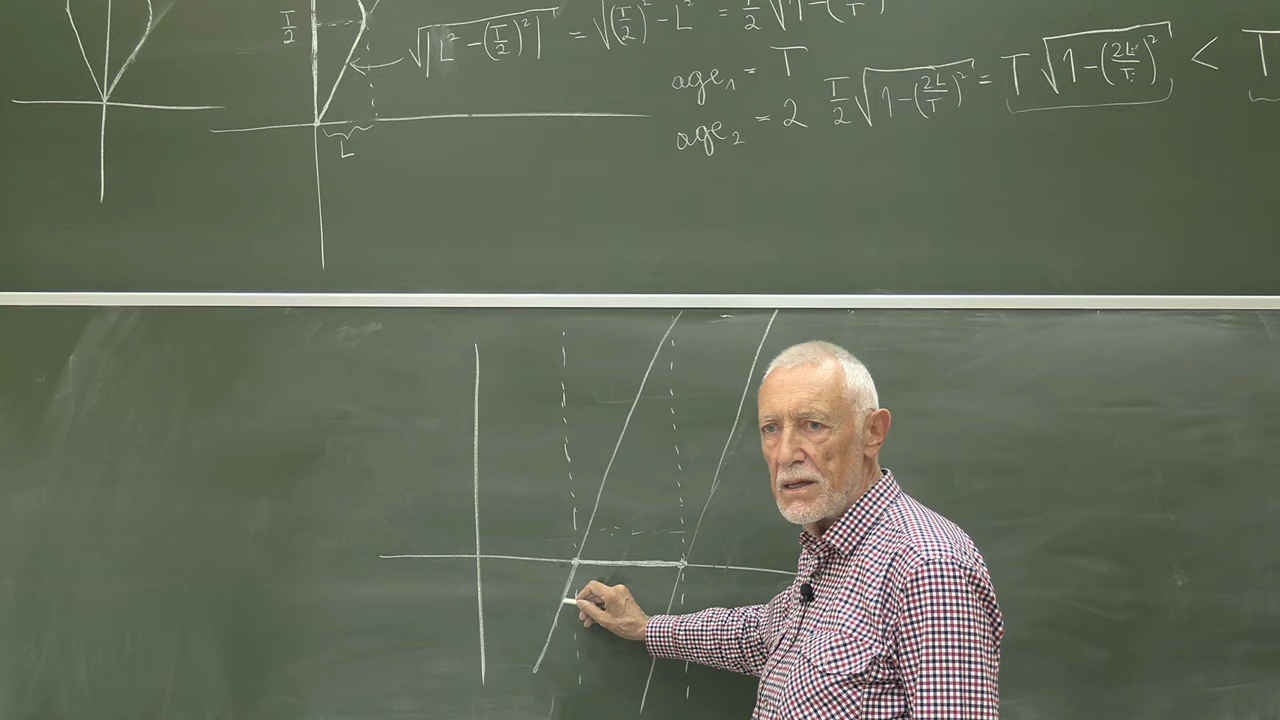 T/2
√|L² − (T/2)²| = √(T/2)² − L² = T/2 √1 − (T)²
L
age₁ = T
age₂ = 2 T/2 √1 − (2L/T)² = T √1 − (2L/T)² < T